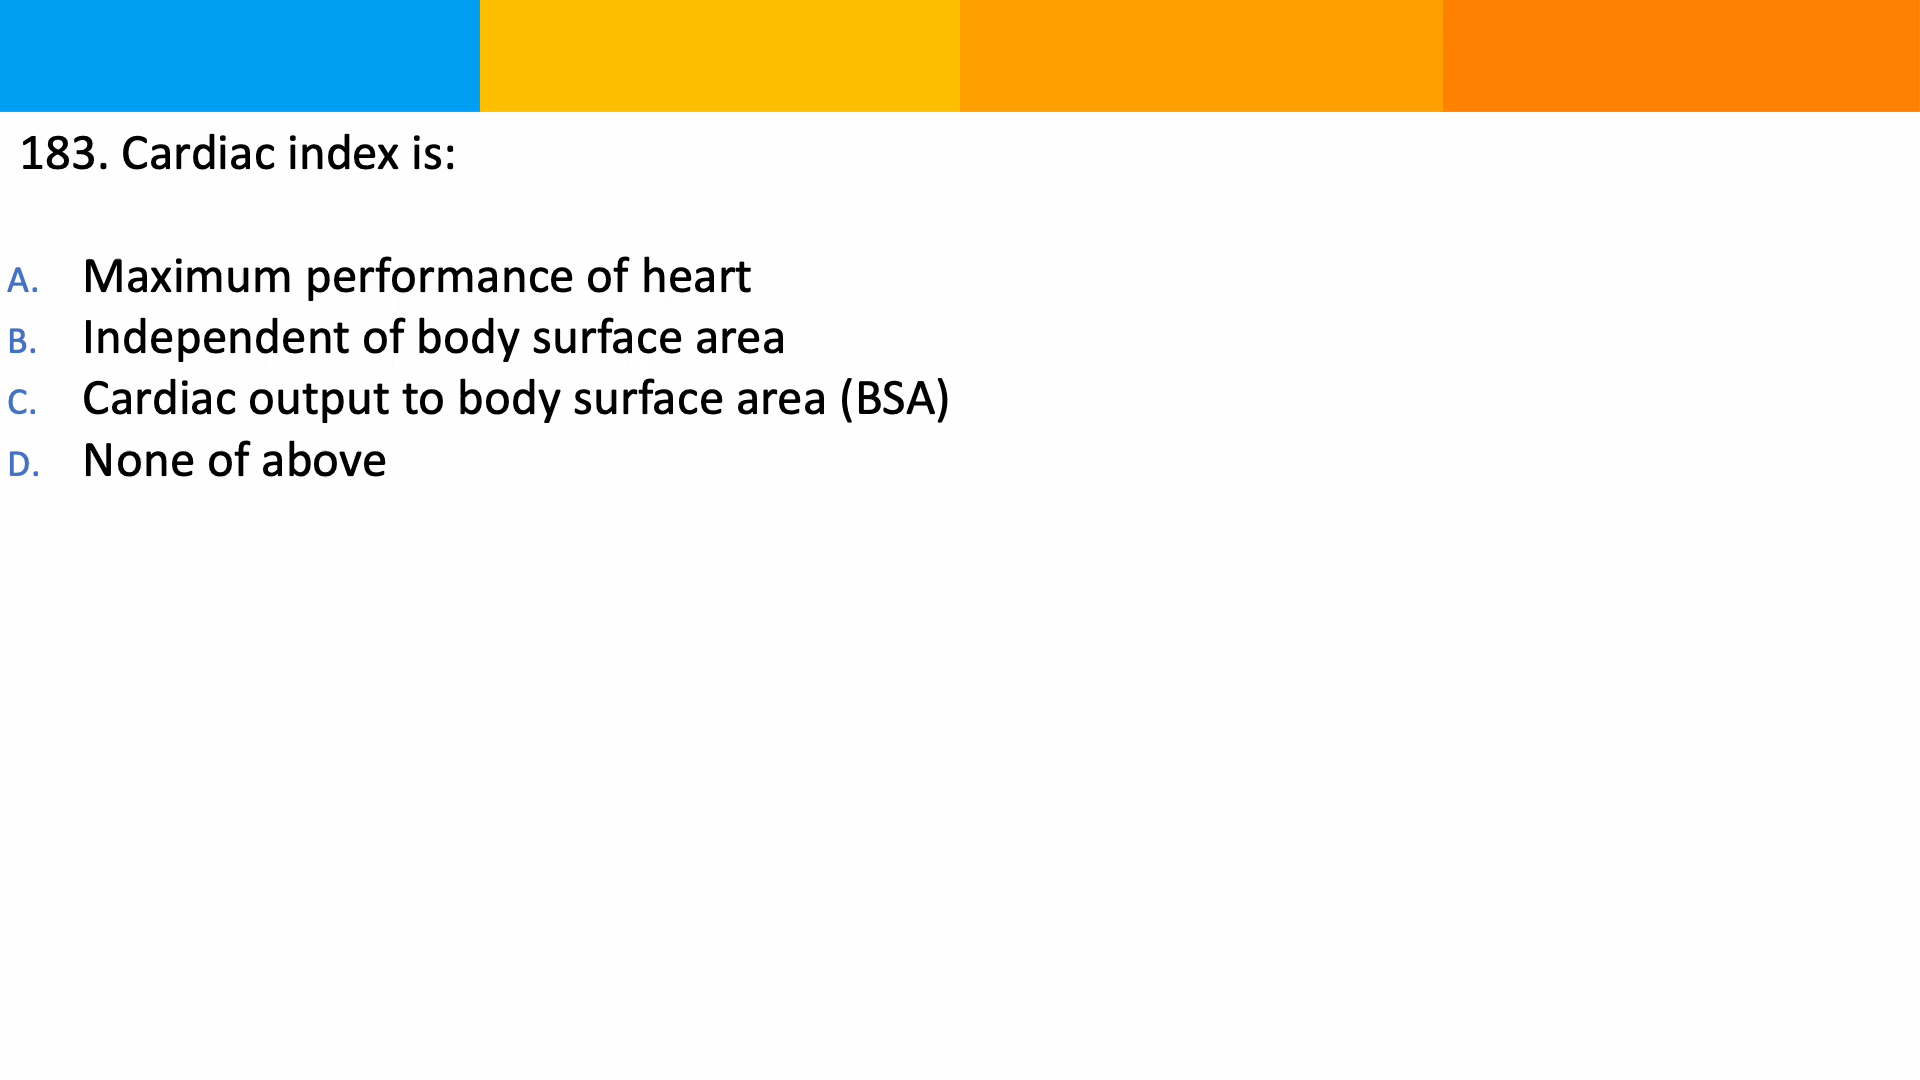 183. Cardiac index is:
A. Maximum performance of heart
B. Independent of body surface area
C. Cardiac output to body surface area (BSA)
D. None of above